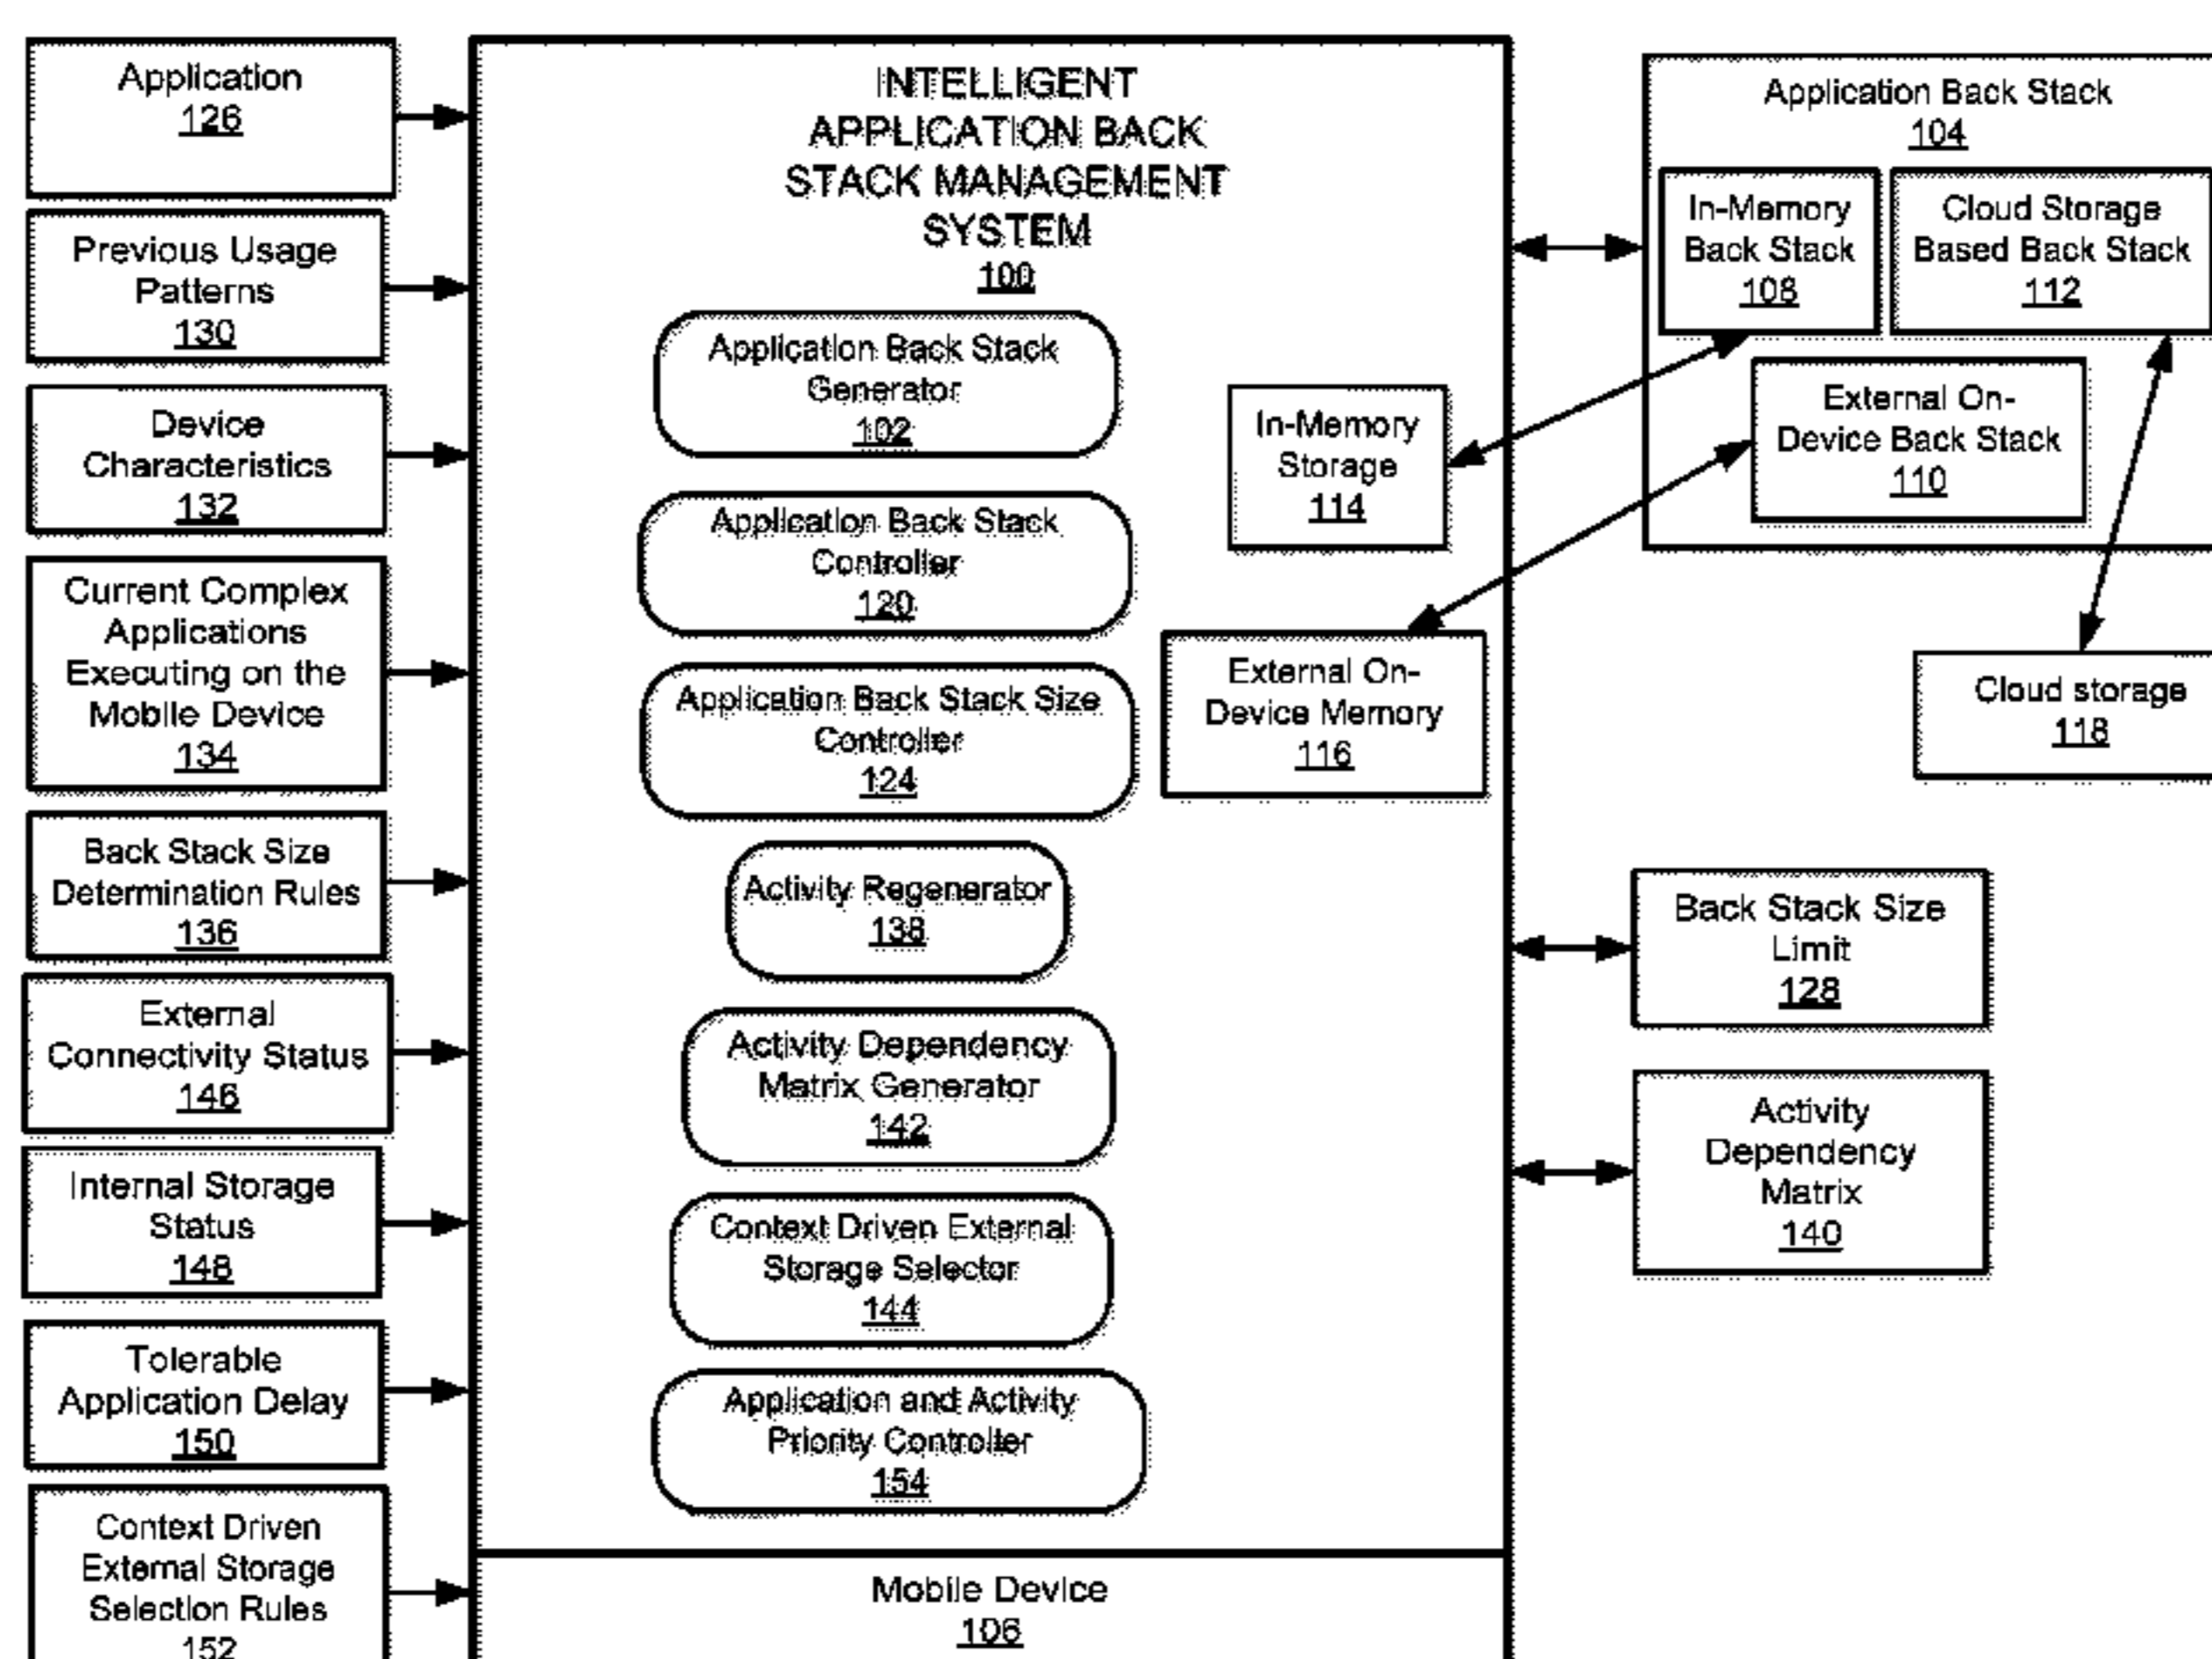 Application
126
Previous Usage
Patterns
130
Device
Characteristics
132
Current Complex
Applications
Executing on the
Mobile Device
134
Back Stack Size
Determination Rules
136
External
Connectivity Status
146
Internal Storage
Status
148
Tolerable
Application Delay
150
Context Driven
External Storage
Selection Rules
152
INTELLIGENT
APPLICATION BACK
STACK MANAGEMENT
SYSTEM
100
Application Back Stack
Generator
102
Application Back Stack
Controller
120
Application Back Stack Size
Controller
124
Activity Regenerator
138
Activity Dependency
Matrix Generator
142
Context Driven External
Storage Selector
144
Application and Activity
Priority Controller
154
In-Memory
Storage
114
External On-
Device Memory
116
Mobile Device
106
Application Back Stack
104
In-Memory
Back Stack
108
Cloud Storage
Based Back Stack
112
External On-
Device Back Stack
110
Cloud storage
118
Back Stack Size
Limit
128
Activity
Dependency
Matrix
140